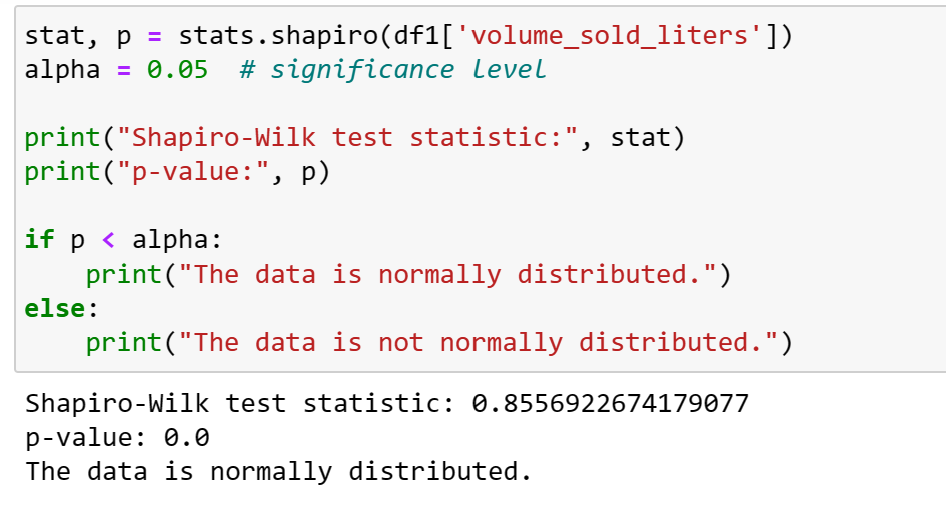 stat, p = stats.shapiro(df1['volume_sold_liters'])
alpha = 0.05  # significance level
print("Shapiro-Wilk test statistic:", stat)
print("p-value:", p)
if p < alpha:
    print("The data is normally distributed.")
else:
    print("The data is not normally distributed.")
Shapiro-Wilk test statistic: 0.8556922674179077
p-value: 0.0
The data is normally distributed.